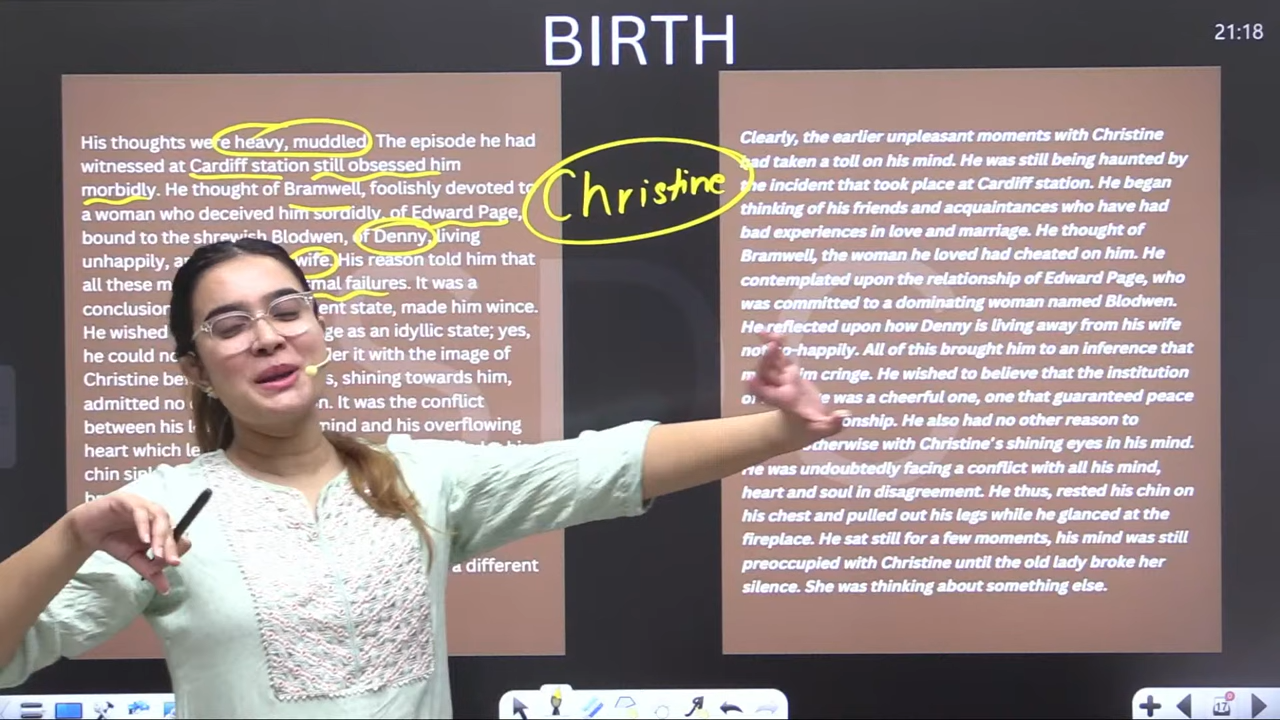 BIRTH
21:18
His thoughts were heavy, muddled. The episode he had
witnessed at Cardiff station still obsessed him
morbidly. He thought of Bramwell, foolishly devoted to
a woman who deceived him sordidly, of Edward Page,
bound to the shrewish Blodwen, of Denny, living
unhappily, wife. His reason told him that
all these failures. It was a
conclusion ent state, made him wince.
He wished as an idyllic state; yes,
he could it with the image of
Christine s, shining towards him,
admitted no It was the conflict
between his mind and his overflowing
heart which
chin
a different
Christine
Clearly, the earlier unpleasant moments with Christine
had taken a toll on his mind. He was still being haunted by
the incident that took place at Cardiff station. He began
thinking of his friends and acquaintances who have had
bad experiences in love and marriage. He thought of
Bramwell, the woman he loved had cheated on him. He
contemplated upon the relationship of Edward Page, who
was committed to a dominating woman named Blodwen.
He reflected upon how Denny is living away from his wife
not so-happily. All of this brought him to an inference that
him cringe. He wished to believe that the institution
was a cheerful one, one that guaranteed peace
He also had no other reason to
otherwise with Christine's shining eyes in his mind.
He was undoubtedly facing a conflict with all his mind,
heart and soul in disagreement. He thus, rested his chin on
his chest and pulled out his legs while he glanced at the
fireplace. He sat still for a few moments, his mind was still
preoccupied with Christine until the old lady broke her
silence. She was thinking about something else.
17